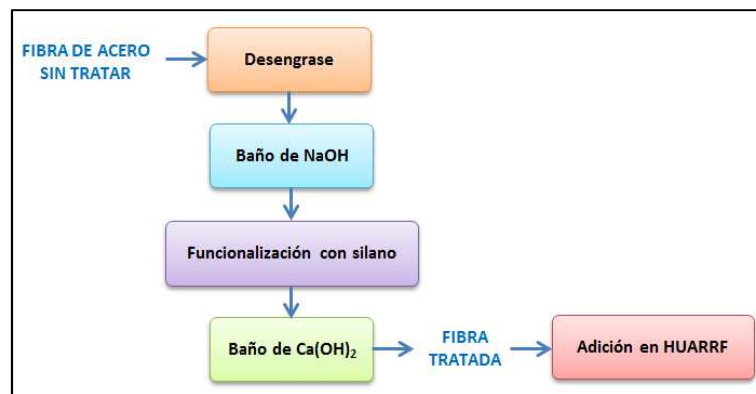 FIBRA DE ACERO
SIN TRATAR
Desengrase
Baño de NaOH
Funcionalización con silano
Baño de Ca(OH)₂
FIBRA
TRATADA
Adición en HUARRF